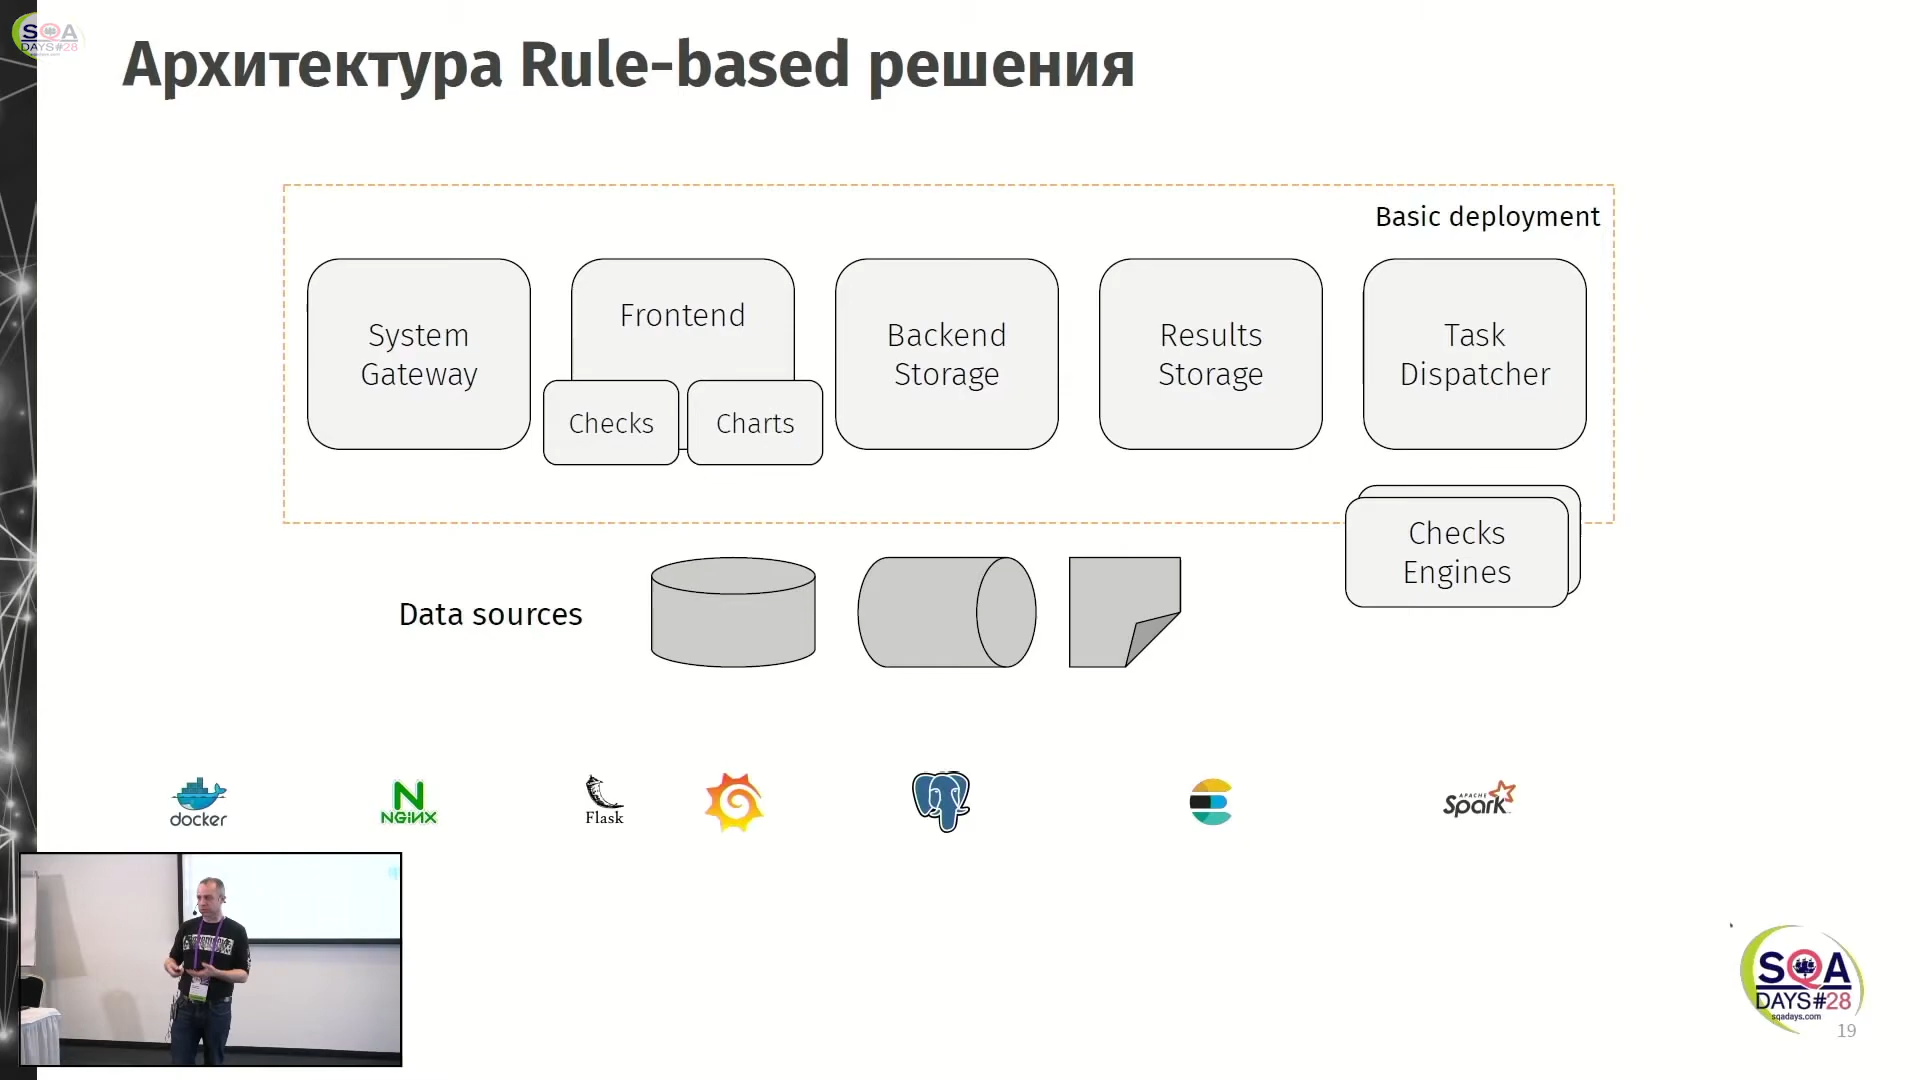 SQA
DAYS#28
Архитектура Rule-based решения
Basic deployment
System
Gateway
Frontend
Checks
Charts
Backend
Storage
Results
Storage
Task
Dispatcher
Checks
Engines
Data sources
docker
NGINX
Flask
APACHE
Spark
SQA
DAYS#28
sqadays.com
19